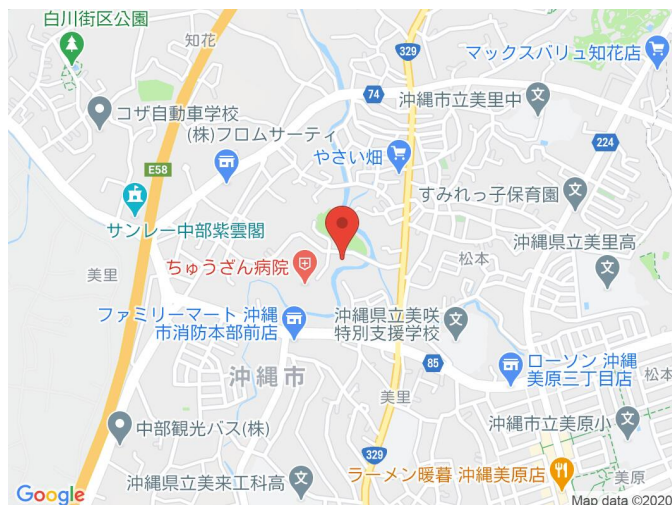 白川街区公園
知花
329
マックスバリュ知花店
コザ自動車学校
74
沖縄市立美里中
(株)フロムサーティ
やさい畑
224
E58
すみれっ子保育園
サンレー中部紫雲閣
沖縄県立美里高
松本
美里
ちゅうざん病院
ファミリーマート 沖縄
市消防本部前店
沖縄県立美咲
特別支援学校
85
ローソン 沖縄
美原三丁目店
松本
沖縄市
美里
沖縄市立美原小
中部観光バス(株)
329
沖縄県立美来工科高
ラーメン暖暮 沖縄美原店
美原
Google
Map data ©2020